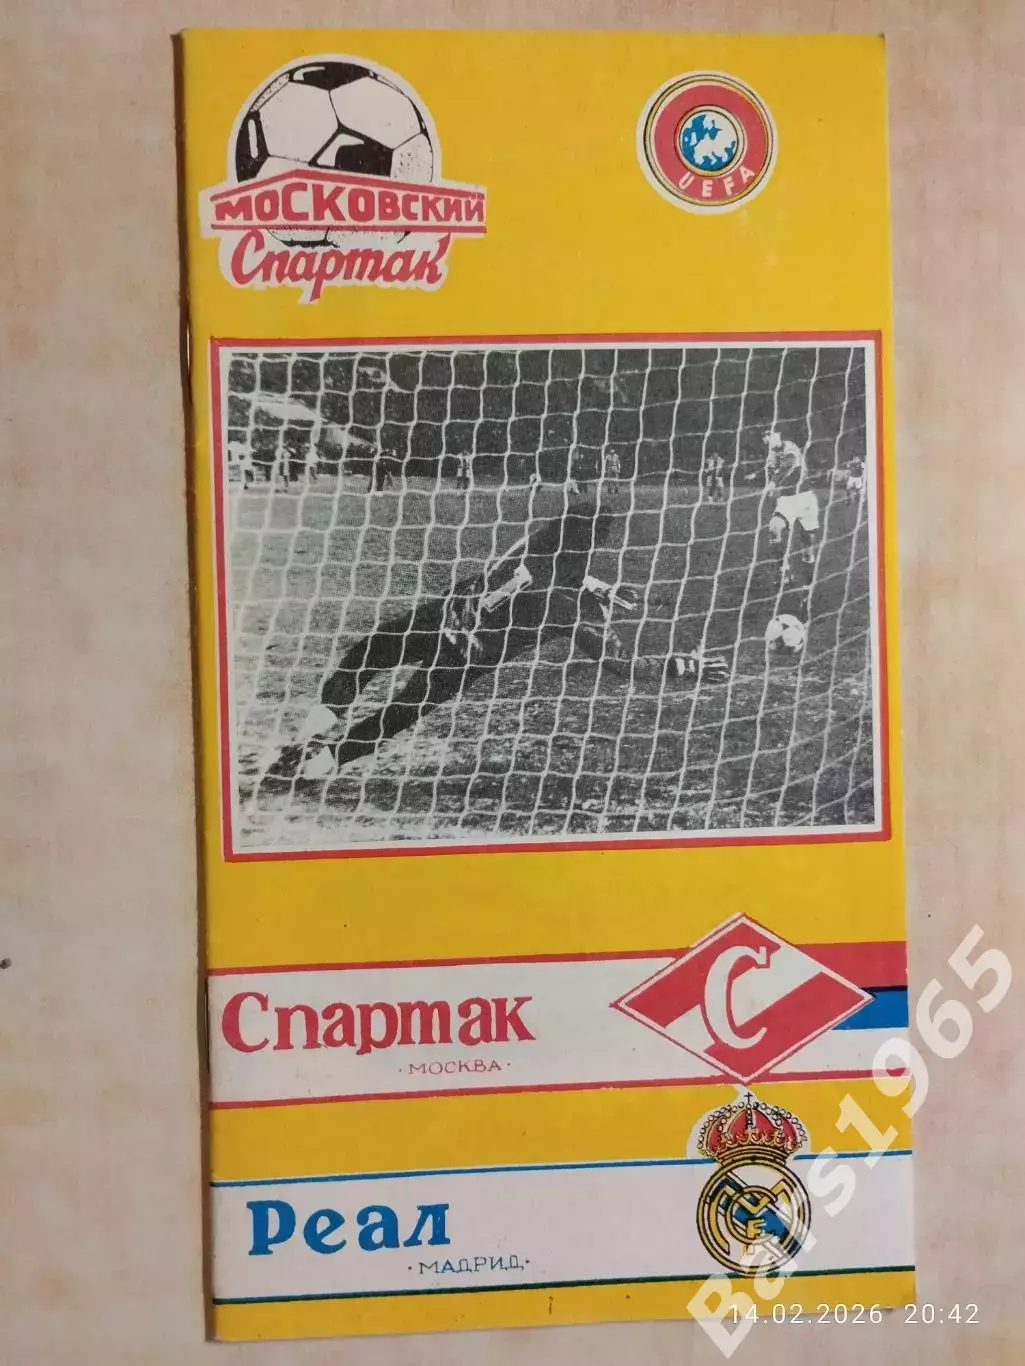 МОСКОВСКИЙ
Спартак
UEFA
С
Спартак
·МОСКВА·
Реал
·МАДРИД·
Bars1965
14.02.2026 20:42